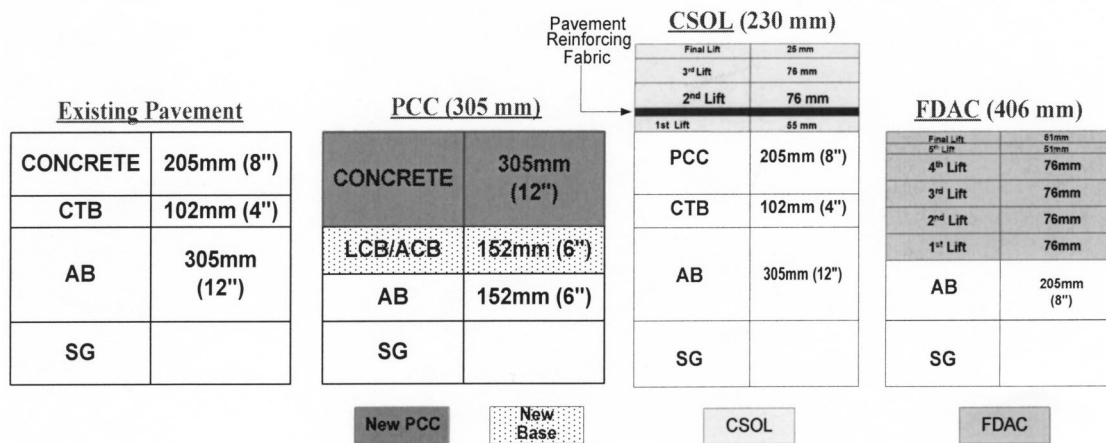 Existing Pavement
CONCRETE 205mm (8")
CTB 102mm (4")
AB 305mm
(12")
SG
PCC (305 mm)
CONCRETE 305mm
(12")
LCB/ACB 152mm (6")
AB 152mm (6")
SG
CSOL (230 mm)
Pavement
Reinforcing
Fabric
Final Lift 25 mm
3rd Lift 76 mm
2nd Lift 76 mm
1st Lift 55 mm
PCC 205mm (8")
CTB 102mm (4")
AB 305mm (12")
SG
FDAC (406 mm)
Final Lift 51mm
5th Lift 51mm
4th Lift 76mm
3rd Lift 76mm
2nd Lift 76mm
1st Lift 76mm
AB 205mm
(8")
SG
New PCC
New
Base
CSOL
FDAC